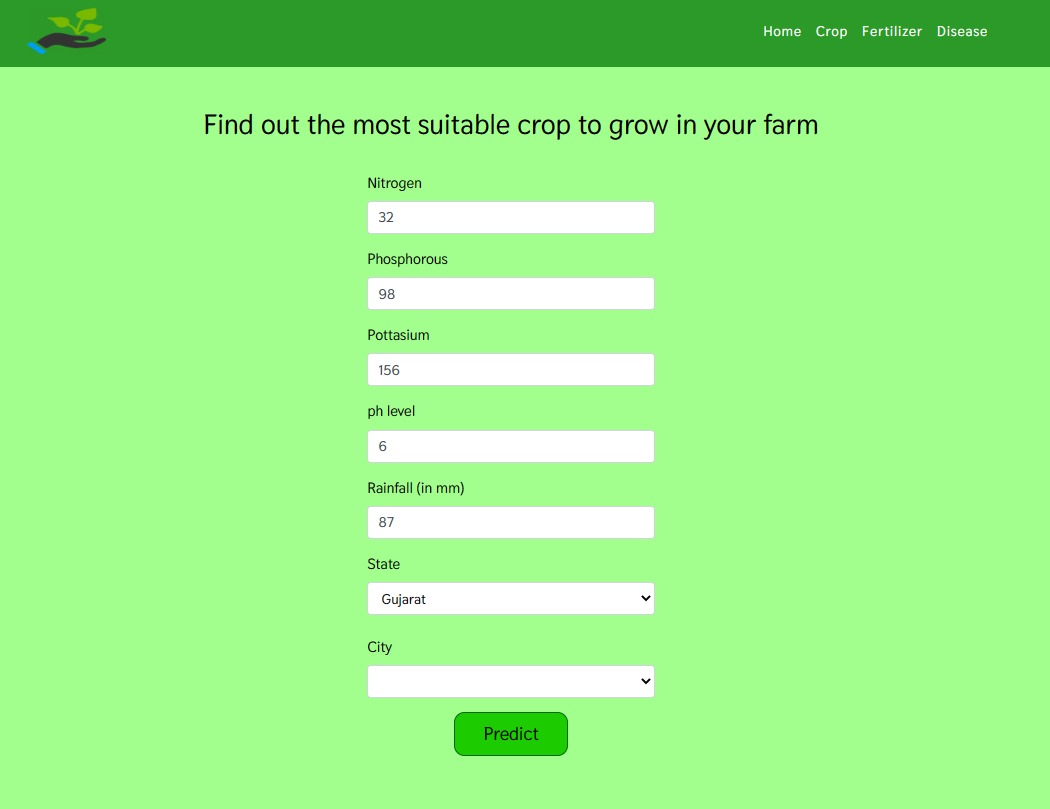 Home Crop Fertilizer Disease
Find out the most suitable crop to grow in your farm
Nitrogen
32
Phosphorous
98
Pottasium
156
ph level
6
Rainfall (in mm)
87
State
Gujarat
City
Predict